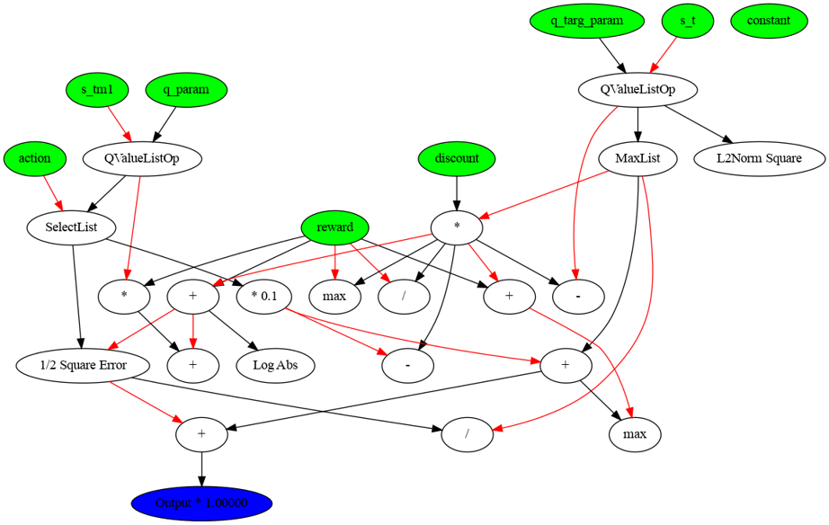 q_targ_param
s_t
constant
s_tm1
q_param
QValueListOp
action
QValueListOp
discount
MaxList
L2Norm Square
SelectList
reward
*
*
+
* 0.1
max
/
+
-
1/2 Square Error
+
Log Abs
-
+
+
/
max
Output * 1.00000